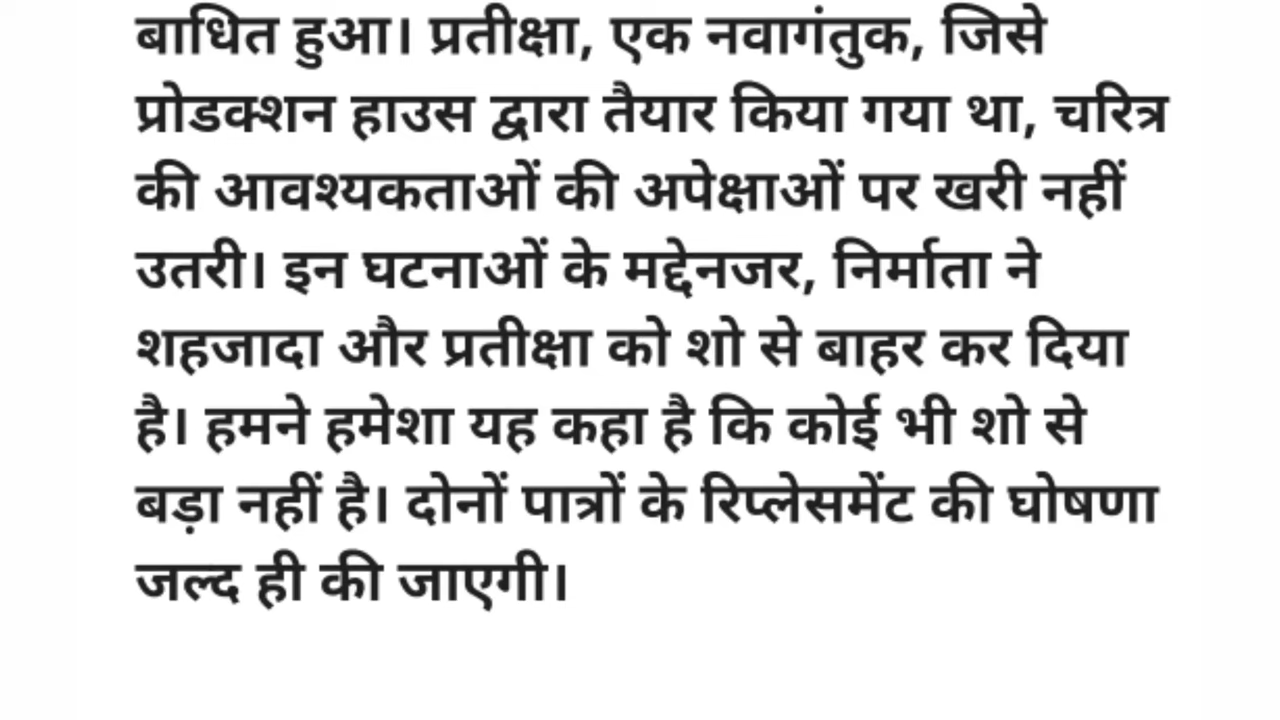 बाधित हुआ। प्रतीक्षा, एक नवागंतुक, जिसे
प्रोडक्शन हाउस द्वारा तैयार किया गया था, चरित्र
की आवश्यकताओं की अपेक्षाओं पर खरी नहीं
उतरी। इन घटनाओं के मद्देनजर, निर्माता ने
शहजादा और प्रतीक्षा को शो से बाहर कर दिया
है। हमने हमेशा यह कहा है कि कोई भी शो से
बड़ा नहीं है। दोनों पात्रों के रिप्लेसमेंट की घोषणा
जल्द ही की जाएगी।